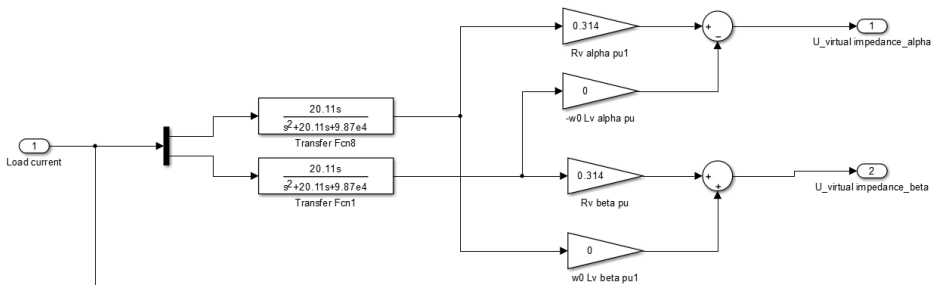 0.314
Rv alpha pu1
+
−
1
U_virtual impedance_alpha
20.11s
s²+20.11s+9.87e4
Transfer Fcn8
0
-w0 Lv alpha pu
1
Load current
20.11s
s²+20.11s+9.87e4
Transfer Fcn1
0.314
Rv beta pu
+
+
2
U_virtual impedance_beta
0
w0 Lv beta pu1